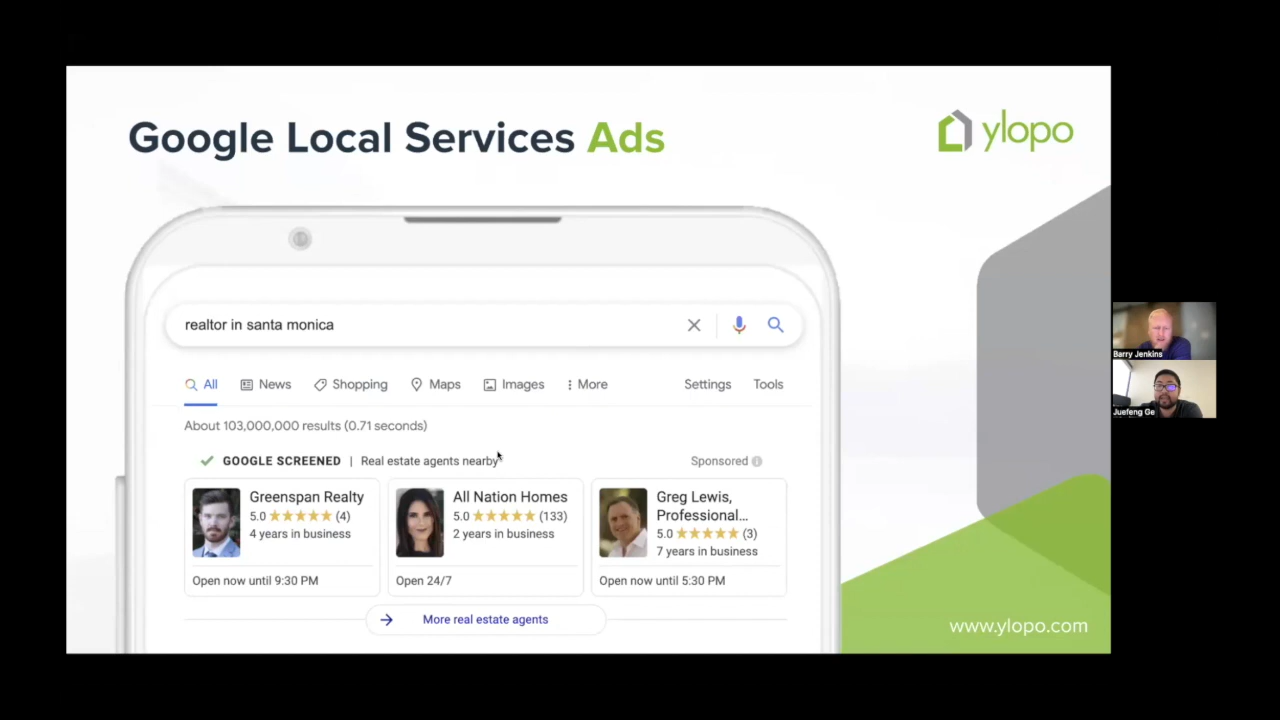 Google Local Services Ads
ylopo
realtor in santa monica
All News Shopping Maps Images More Settings Tools
About 103,000,000 results (0.71 seconds)
GOOGLE SCREENED | Real estate agents nearby Sponsored
Greenspan Realty
5.0 ★★★★★ (4)
4 years in business
Open now until 9:30 PM
All Nation Homes
5.0 ★★★★★ (133)
2 years in business
Open 24/7
Greg Lewis,
Professional...
5.0 ★★★★★ (3)
7 years in business
Open now until 5:30 PM
More real estate agents
www.ylopo.com
Barry Jenkins
Juefeng Ge